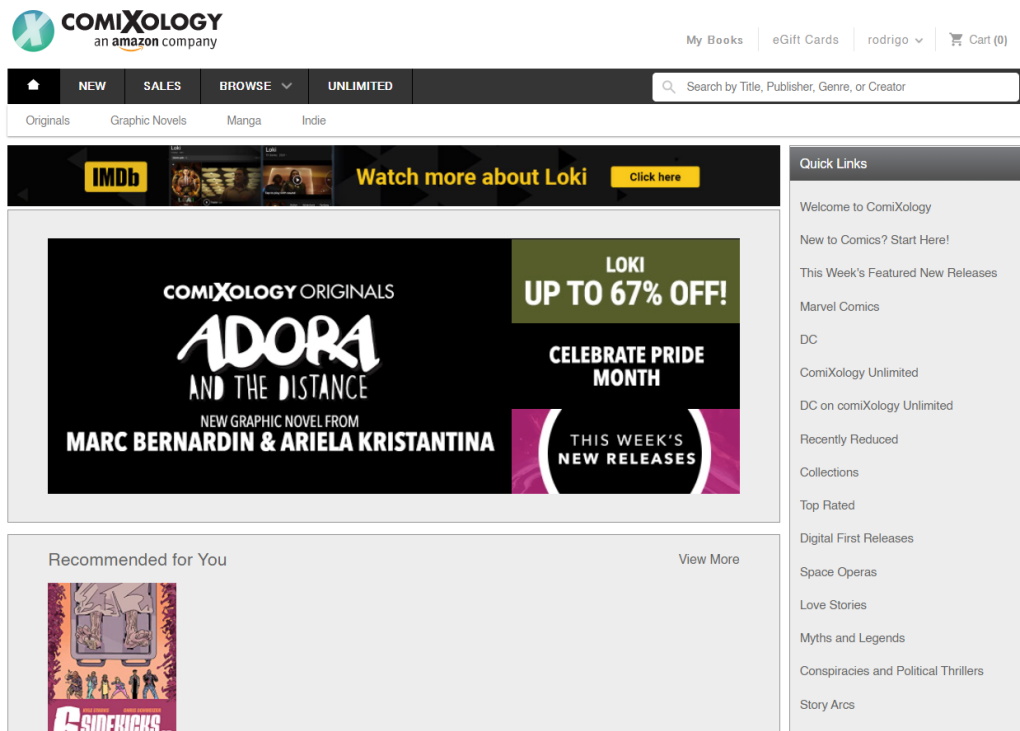 COMIXOLOGY
an amazon company
My Books
eGift Cards
rodrigo
Cart (0)
NEW
SALES
BROWSE
UNLIMITED
Search by Title, Publisher, Genre, or Creator
Originals
Graphic Novels
Manga
Indie
IMDb
Loki
Loki
Watch more about Loki
Click here
COMIXOLOGY ORIGINALS
ADORA
AND THE DISTANCE
NEW GRAPHIC NOVEL FROM
MARC BERNARDIN & ARIELA KRISTANTINA
LOKI
UP TO 67% OFF!
CELEBRATE PRIDE
MONTH
THIS WEEK'S
NEW RELEASES
Recommended for You
View More
6 SIDEKICKS
Quick Links
Welcome to ComiXology
New to Comics? Start Here!
This Week's Featured New Releases
Marvel Comics
DC
ComiXology Unlimited
DC on comiXology Unlimited
Recently Reduced
Collections
Top Rated
Digital First Releases
Space Operas
Love Stories
Myths and Legends
Conspiracies and Political Thrillers
Story Arcs